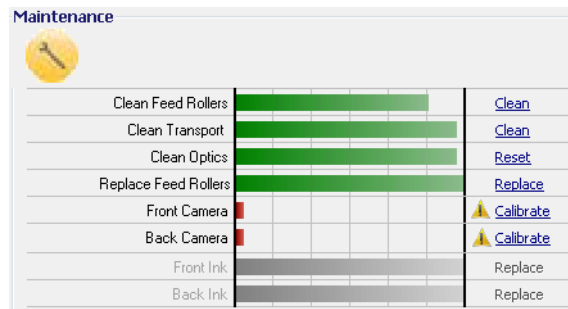 Maintenance
Clean Feed Rollers Clean
Clean Transport Clean
Clean Optics Reset
Replace Feed Rollers Replace
Front Camera Calibrate
Back Camera Calibrate
Front Ink Replace
Back Ink Replace